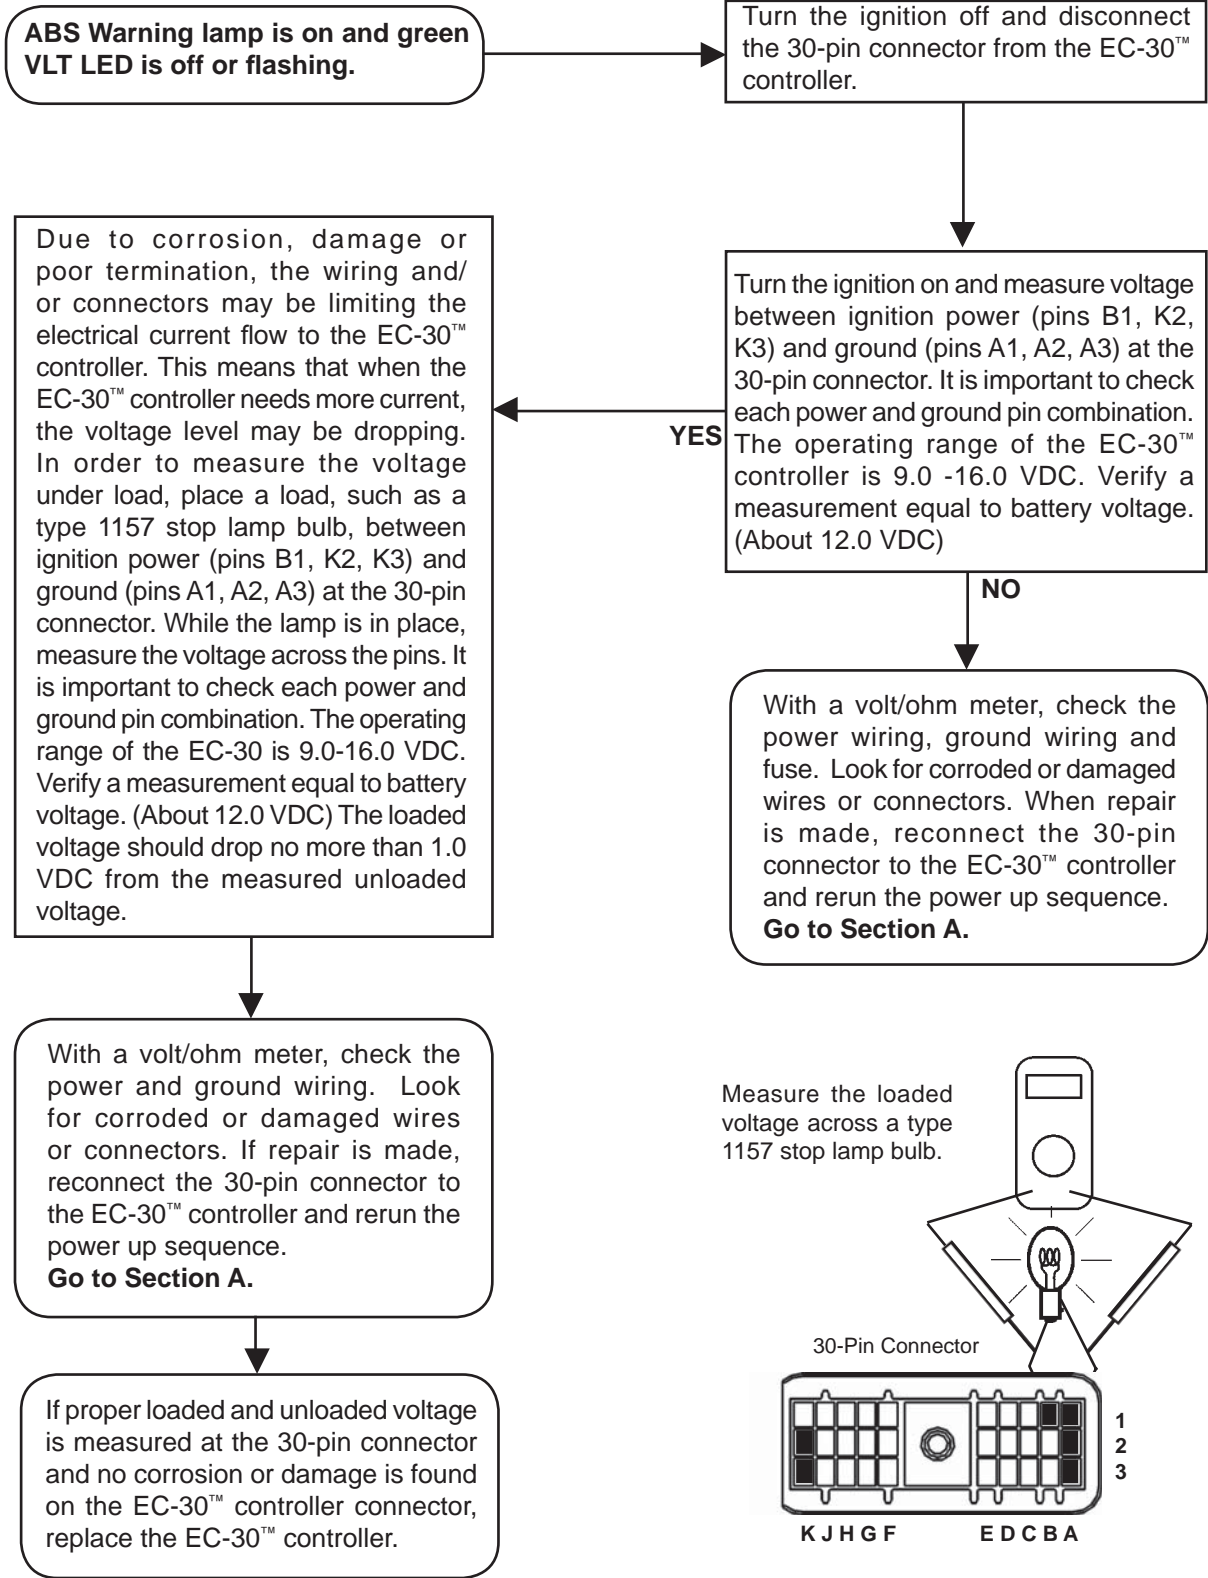 ABS Warning lamp is on and green
VLT LED is off or flashing.
Turn the ignition off and disconnect
the 30-pin connector from the EC-30™
controller.
Turn the ignition on and measure voltage
between ignition power (pins B1, K2,
K3) and ground (pins A1, A2, A3) at the
30-pin connector. It is important to check
each power and ground pin combination.
The operating range of the EC-30™
controller is 9.0 -16.0 VDC. Verify a
measurement equal to battery voltage.
(About 12.0 VDC)
YES
NO
Due to corrosion, damage or
poor termination, the wiring and/
or connectors may be limiting the
electrical current flow to the EC-30™
controller. This means that when the
EC-30™ controller needs more current,
the voltage level may be dropping.
In order to measure the voltage
under load, place a load, such as a
type 1157 stop lamp bulb, between
ignition power (pins B1, K2, K3) and
ground (pins A1, A2, A3) at the 30-pin
connector. While the lamp is in place,
measure the voltage across the pins. It
is important to check each power and
ground pin combination. The operating
range of the EC-30 is 9.0-16.0 VDC.
Verify a measurement equal to battery
voltage. (About 12.0 VDC) The loaded
voltage should drop no more than 1.0
VDC from the measured unloaded
voltage.
With a volt/ohm meter, check the
power wiring, ground wiring and
fuse. Look for corroded or damaged
wires or connectors. When repair
is made, reconnect the 30-pin
connector to the EC-30™ controller
and rerun the power up sequence.
Go to Section A.
With a volt/ohm meter, check the
power and ground wiring. Look
for corroded or damaged wires
or connectors. If repair is made,
reconnect the 30-pin connector to
the EC-30™ controller and rerun the
power up sequence.
Go to Section A.
If proper loaded and unloaded voltage
is measured at the 30-pin connector
and no corrosion or damage is found
on the EC-30™ controller connector,
replace the EC-30™ controller.
Measure the loaded
voltage across a type
1157 stop lamp bulb.
30-Pin Connector
1
2
3
K J H G F E D C B A